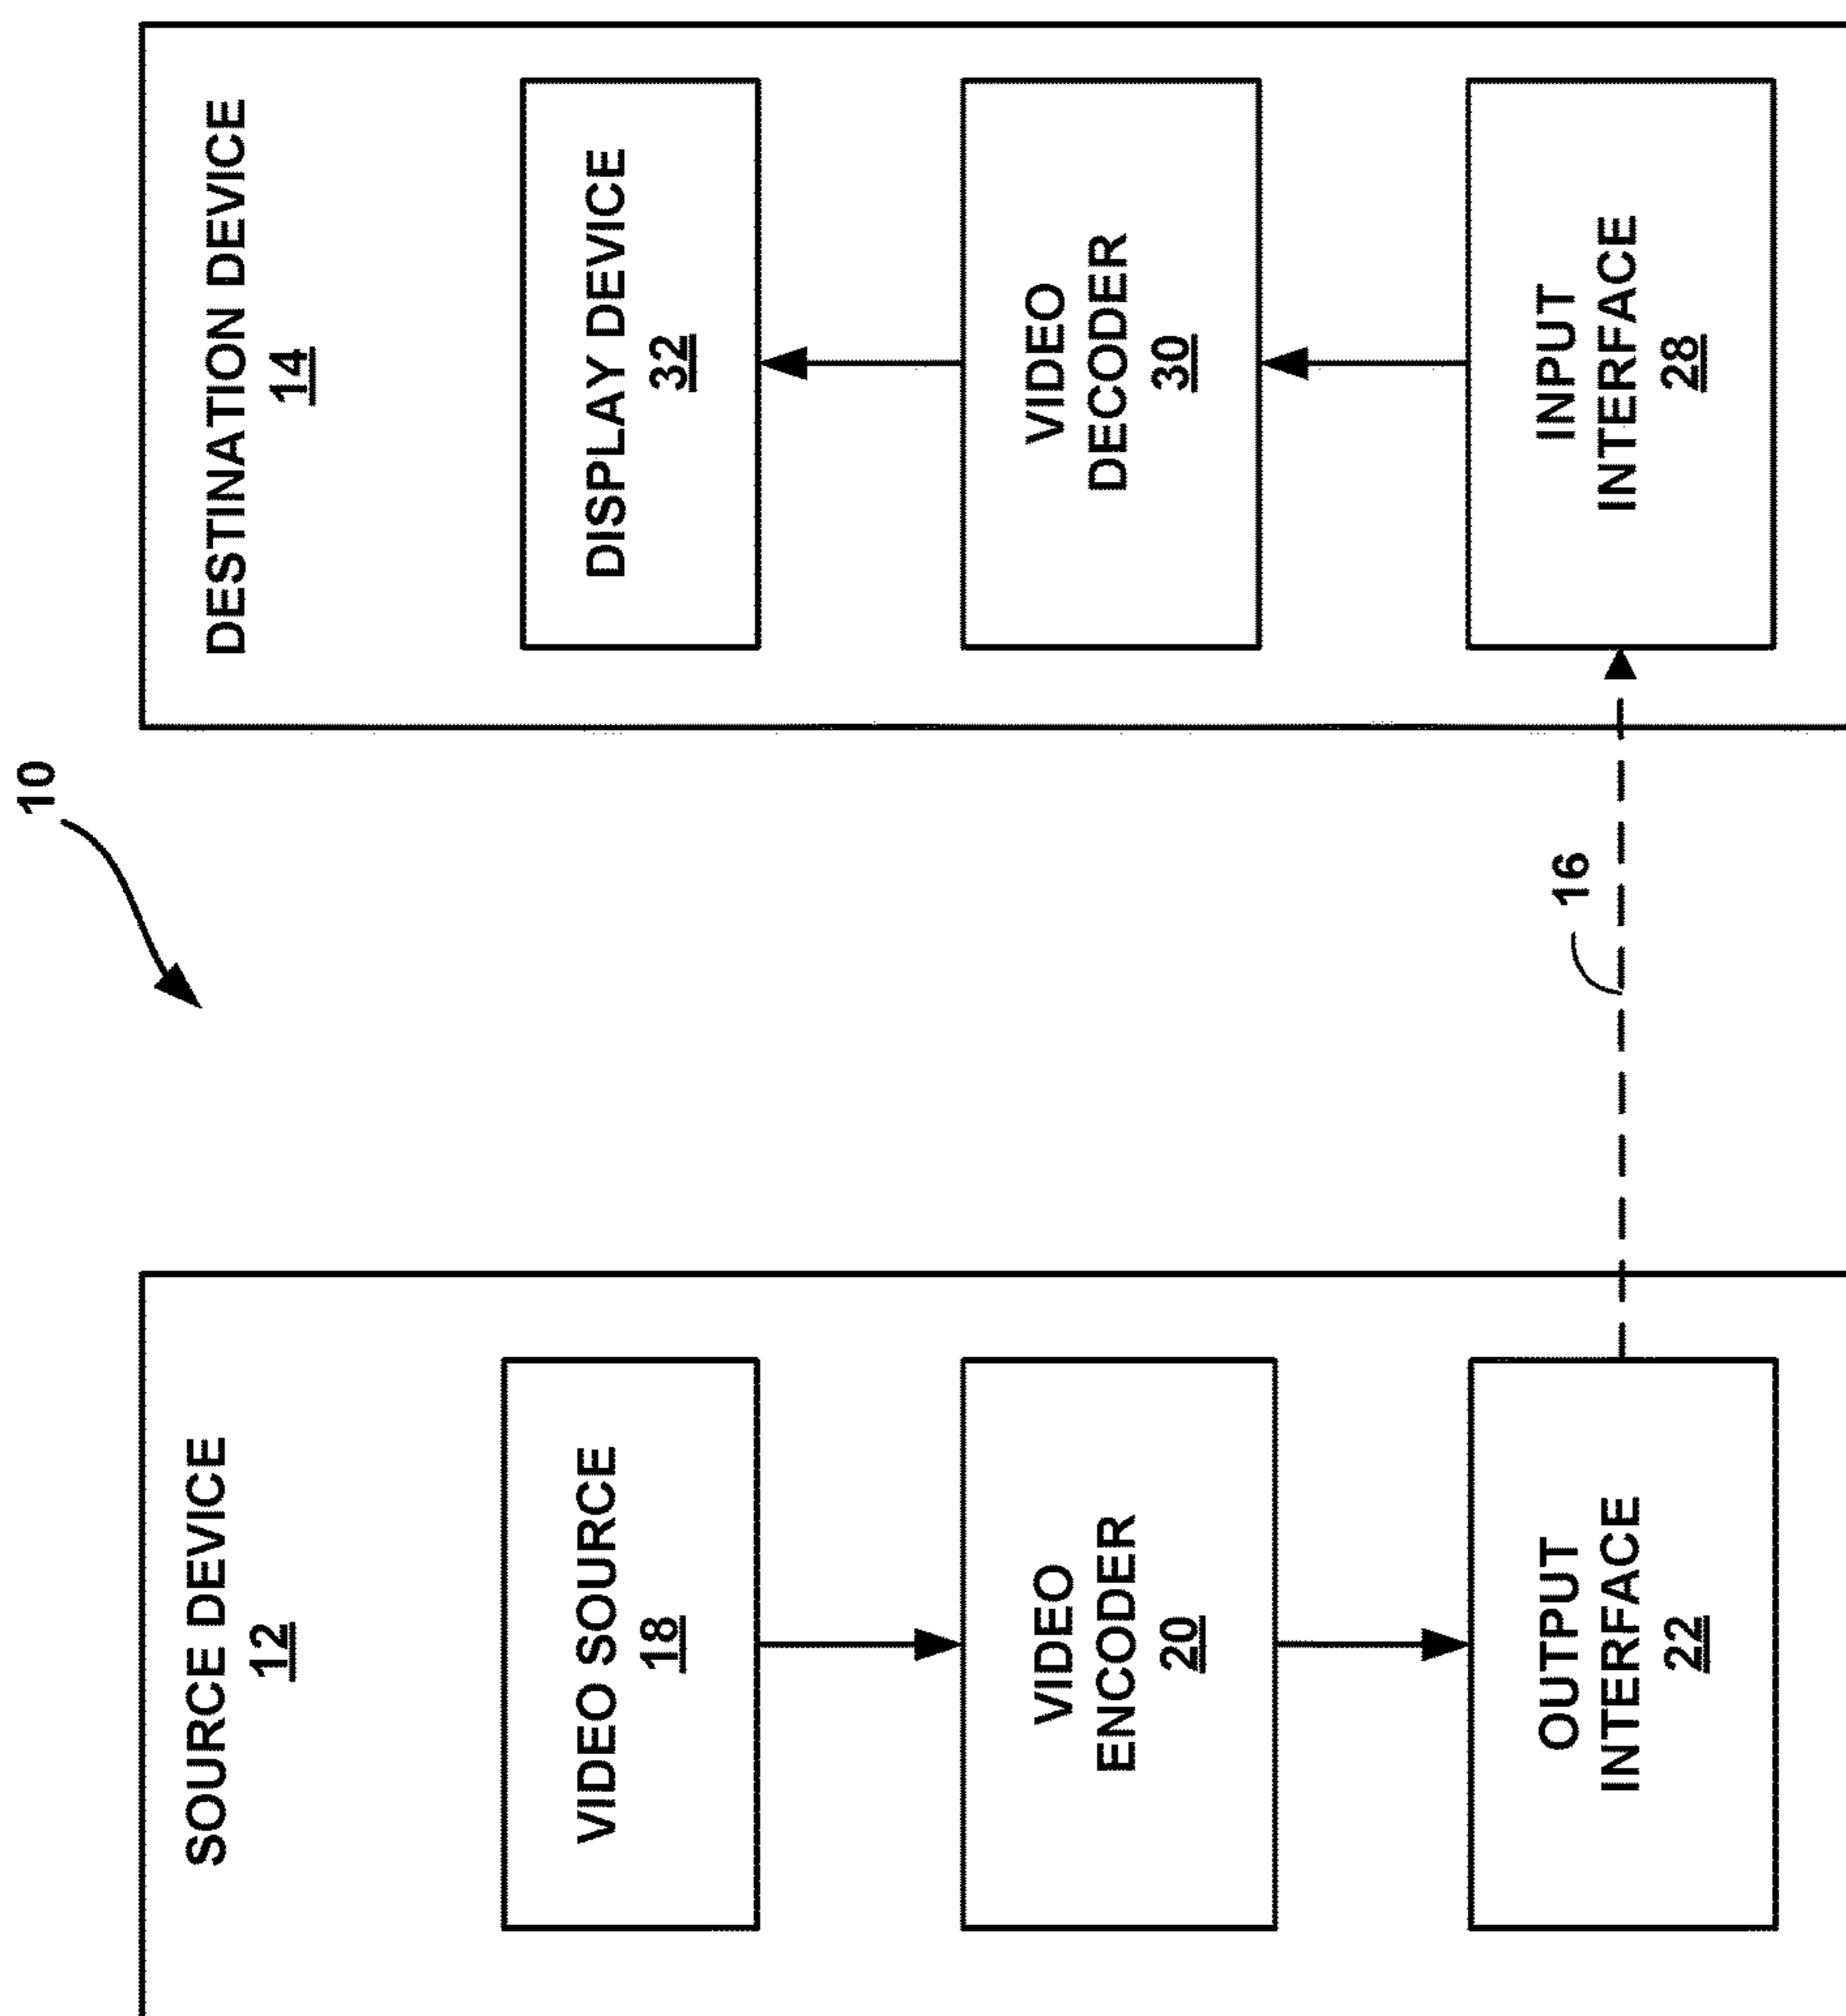 10
SOURCE DEVICE
12
VIDEO SOURCE
18
VIDEO
ENCODER
20
OUTPUT
INTERFACE
22
16
DESTINATION DEVICE
14
DISPLAY DEVICE
32
VIDEO
DECODER
30
INPUT
INTERFACE
28